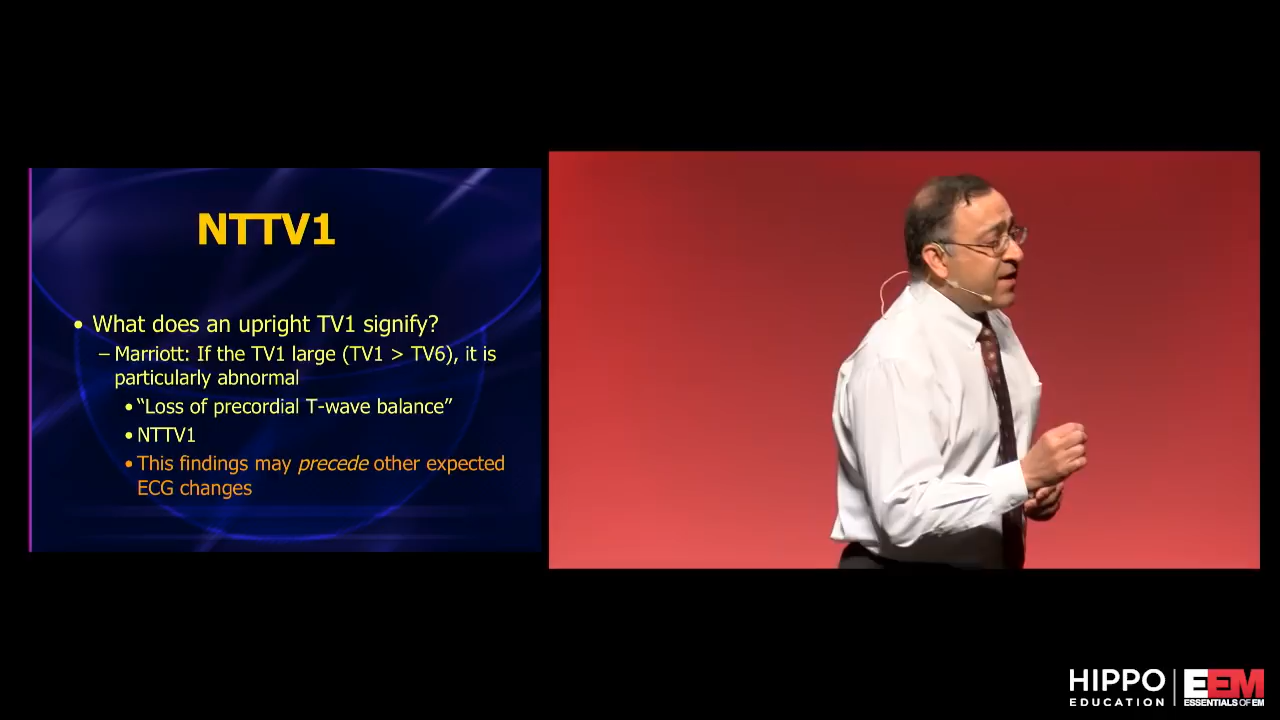 NTTV1
• What does an upright TV1 signify?
– Marriott: If the TV1 large (TV1 > TV6), it is
particularly abnormal
• “Loss of precordial T-wave balance”
• NTTV1
• This findings may precede other expected
ECG changes
HIPPO
EDUCATION
EEM
ESSENTIALS OF EM